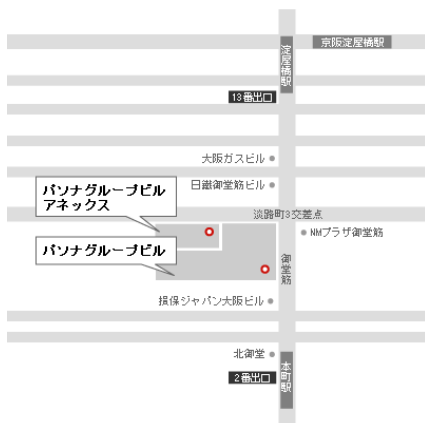 京阪淀屋橋駅
淀屋橋駅
13番出口
大阪ガスビル
日鐵御堂筋ビル
パソナグループビル
アネックス
淡路町3交差点
NMプラザ御堂筋
パソナグループビル
御堂筋
損保ジャパン大阪ビル
北御堂
本町駅
2番出口